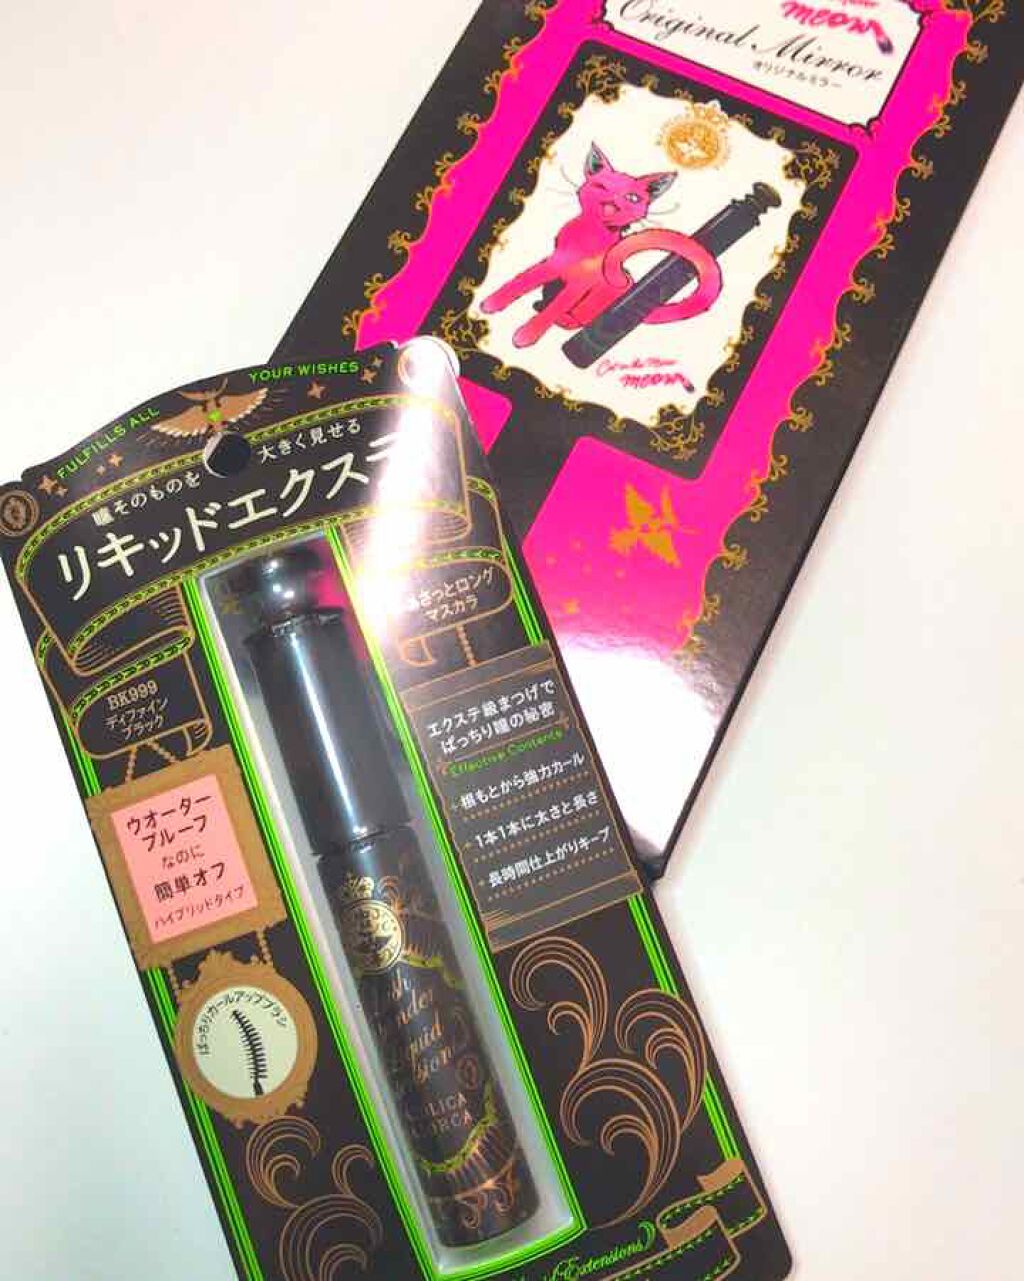 meow
Original Mirror
オリジナルミラー
Cat in the Mirror
meow
FULFILLS ALL YOUR WISHES
瞳そのものを
大きく見せる
リキッドエクステ
ふさっとロング
マスカラ
BK999
ディファイン
ブラック
エクステ級まつげで
ぱっちり瞳の秘密
Effective Contents
根もとから強力カール
1本1本に太さと長さ
長時間仕上がりキープ
ウオーター
プルーフ
なのに
簡単オフ
ハイブリッドタイプ
ぱっちりカールアップブラシ
Extensions